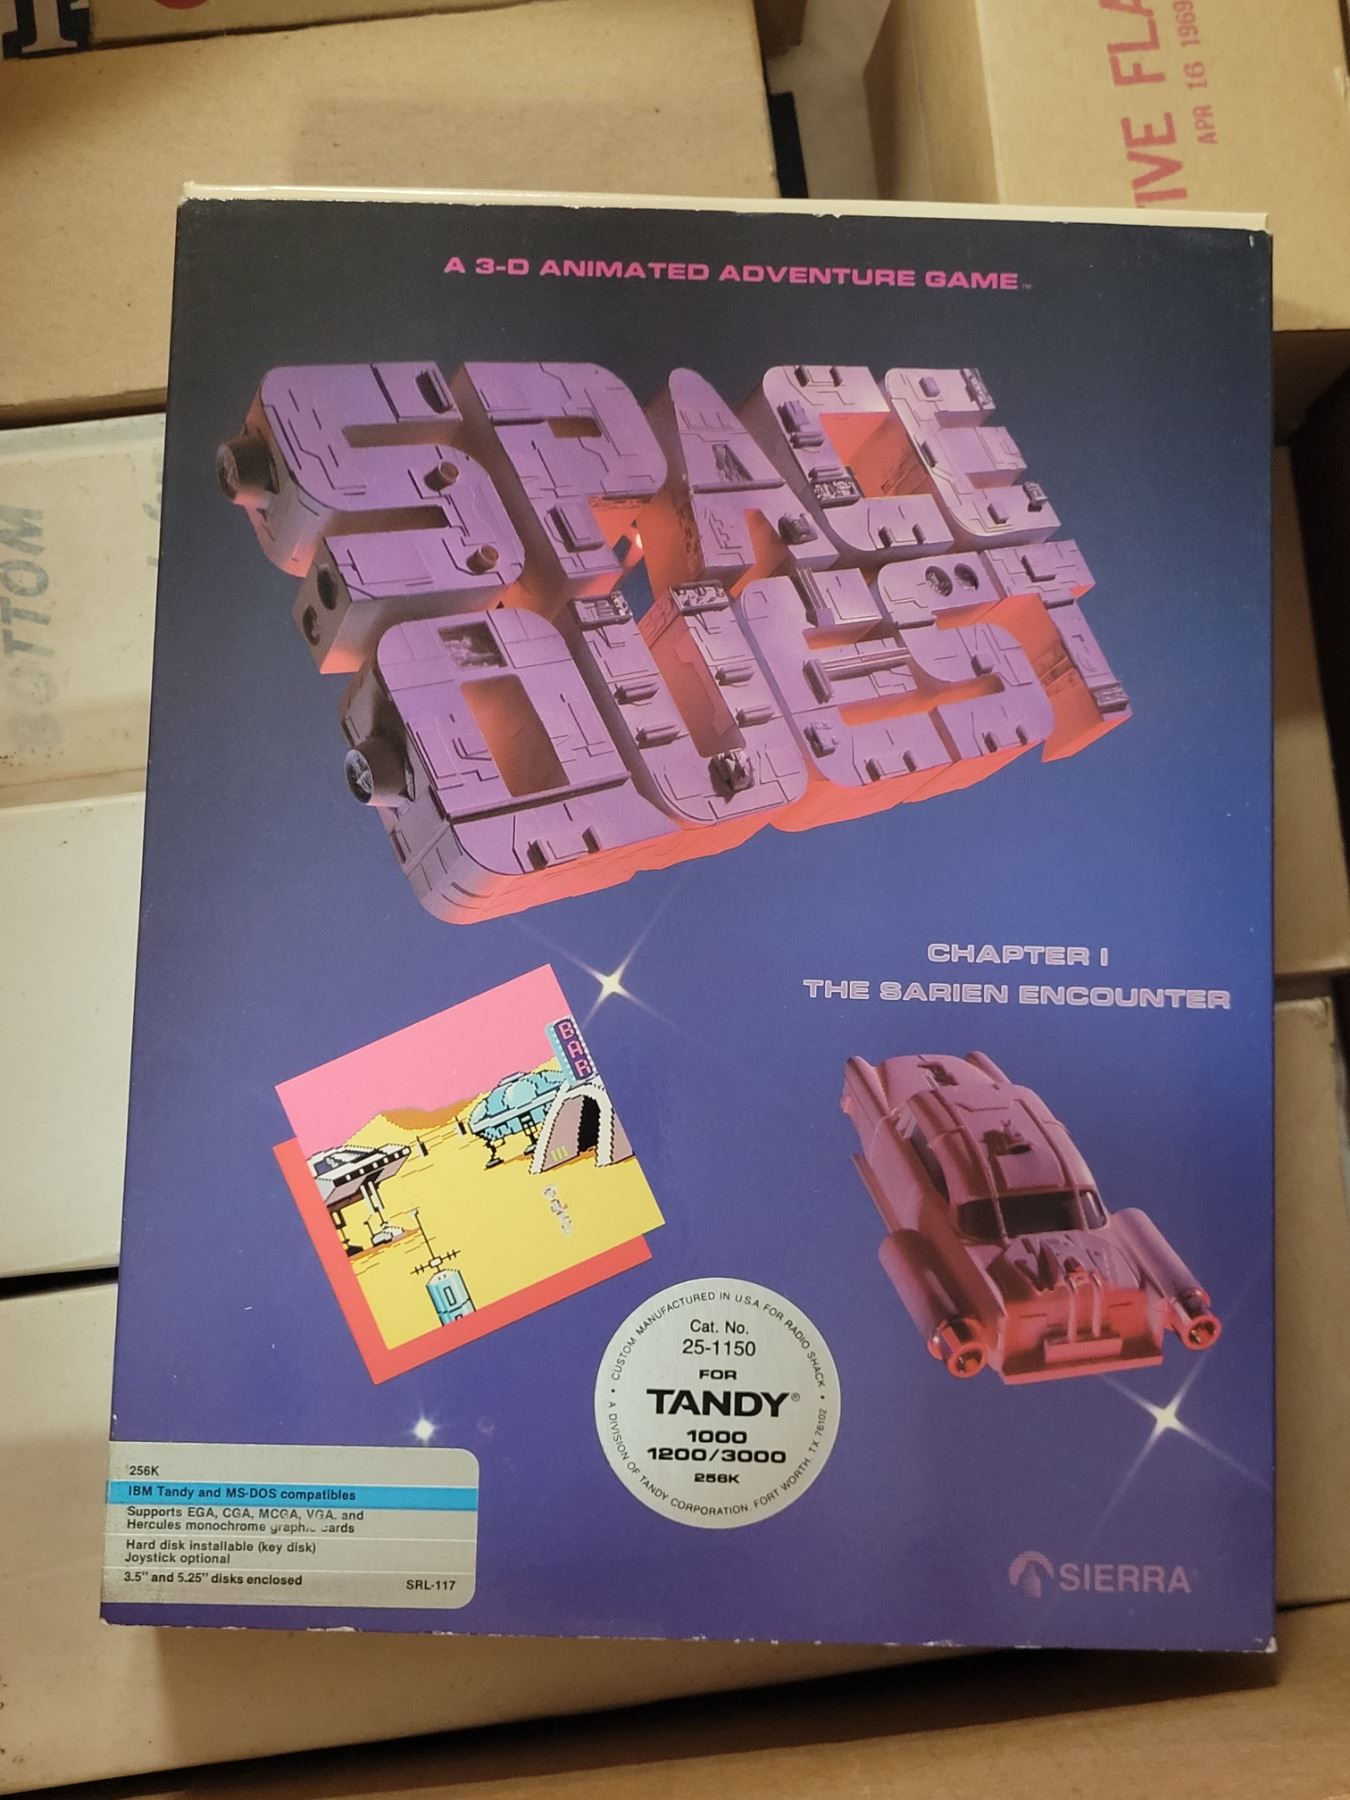 TIVE FLA
APR 16 1969
BOTTOM
A 3-D ANIMATED ADVENTURE GAME™
SPACE
QUEST
CHAPTER I
THE SARIEN ENCOUNTER
BAR
CUSTOM MANUFACTURED IN U.S.A. FOR RADIO SHACK
Cat. No.
25-1150
FOR
TANDY®
1000
1200/3000
256K
A DIVISION OF TANDY CORPORATION, FORT WORTH, TX 76102
256K
IBM Tandy and MS-DOS compatibles
Supports EGA, CGA, MCGA, VGA. and
Hercules monochrome graphic cards
Hard disk installable (key disk)
Joystick optional
3.5" and 5.25" disks enclosed
SRL-117
SIERRA